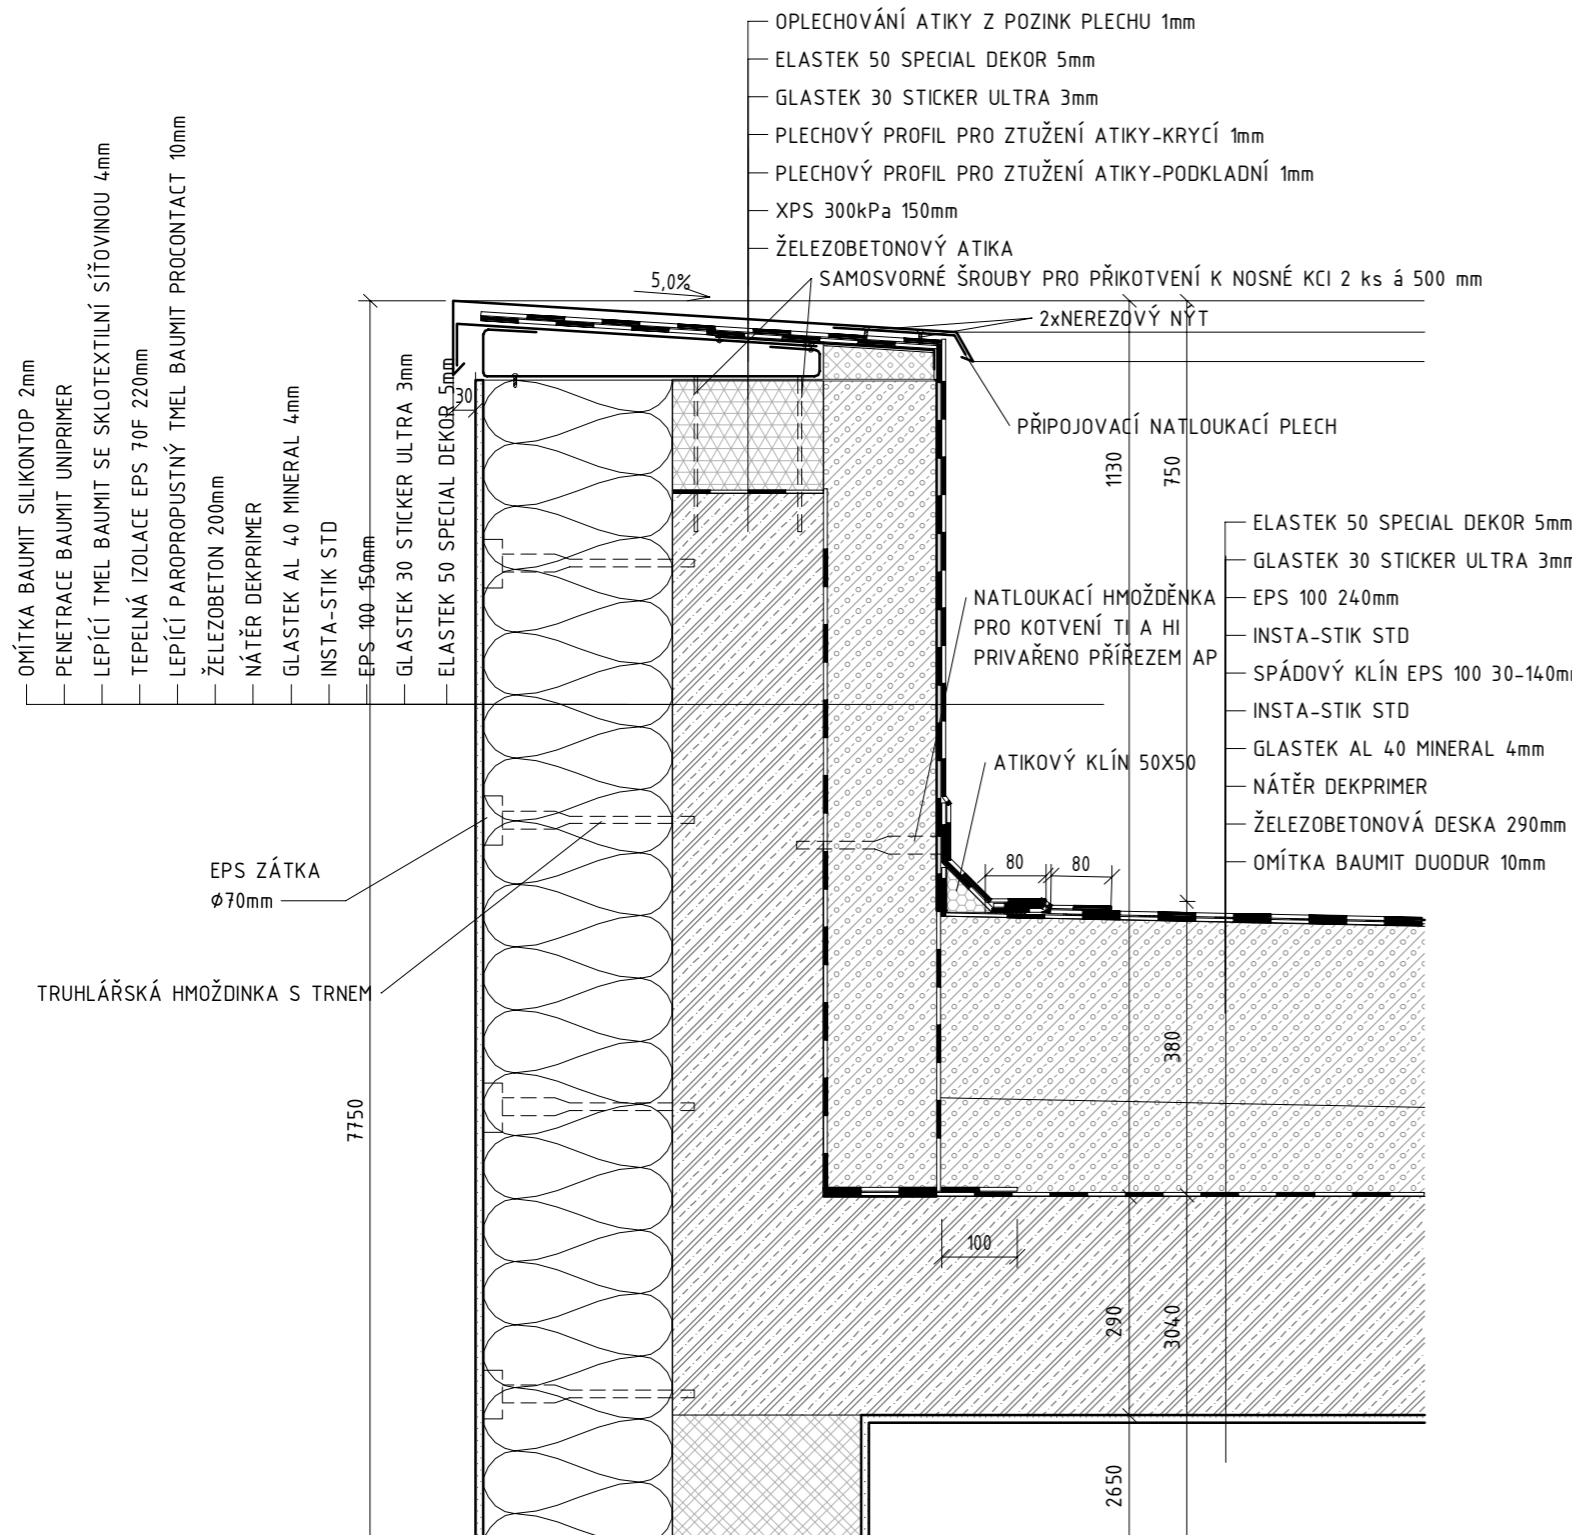 OPLECHOVÁNÍ ATIKY Z POZINK PLECHU 1mm
ELASTEK 50 SPECIAL DEKOR 5mm
GLASTEK 30 STICKER ULTRA 3mm
PLECHOVÝ PROFIL PRO ZTUŽENÍ ATIKY-KRYCÍ 1mm
PLECHOVÝ PROFIL PRO ZTUŽENÍ ATIKY-PODKLADNÍ 1mm
XPS 300kPa 150mm
ŽELEZOBETONOVÝ ATIKA
SAMOSVORNÉ ŠROUBY PRO PŘIKOTVENÍ K NOSNÉ KCI 2 ks á 500 mm
5,0%
2xNEREZOVÝ NÝT
PŘIPOJOVACÍ NATLOUKACÍ PLECH
OMÍTKA BAUMIT SILIKONTOP 2mm
PENETRACE BAUMIT UNIPRIMER
LEPÍCÍ TMEL BAUMIT SE SKLOTEXTILNÍ SÍŤOVINOU 4mm
TEPELNÁ IZOLACE EPS 70F 220mm
LEPÍCÍ PAROPROPUSTNÝ TMEL BAUMIT PROCONTACT 10mm
ŽELEZOBETON 200mm
NÁTĚR DEKPRIMER
GLASTEK AL 40 MINERAL 4mm
INSTA-STIK STD
EPS 100 150mm
GLASTEK 30 STICKER ULTRA 3mm
ELASTEK 50 SPECIAL DEKOR 5mm
30
1130
750
ELASTEK 50 SPECIAL DEKOR 5mm
GLASTEK 30 STICKER ULTRA 3mm
EPS 100 240mm
INSTA-STIK STD
SPÁDOVÝ KLÍN EPS 100 30-140mm
INSTA-STIK STD
GLASTEK AL 40 MINERAL 4mm
NÁTĚR DEKPRIMER
ŽELEZOBETONOVÁ DESKA 290mm
OMÍTKA BAUMIT DUODUR 10mm
NATLOUKACÍ HMOŽDĚNKA
PRO KOTVENÍ TI A HI
PRIVAŘENO PŘÍŘEZEM AP
ATIKOVÝ KLÍN 50X50
80
80
EPS ZÁTKA
Ø70mm
TRUHLÁŘSKÁ HMOŽDINKA S TRNEM
7750
380
100
290
3040
2650